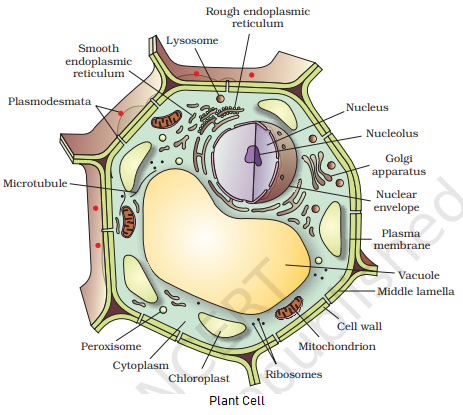 Rough endoplasmic
reticulum
Lysosome
Smooth
endoplasmic
reticulum
Plasmodesmata
Nucleus
Nucleolus
Golgi
apparatus
Microtubule
Nuclear
envelope
Plasma
membrane
Vacuole
Middle lamella
Cell wall
Mitochondrion
Peroxisome
Cytoplasm
Chloroplast
Ribosomes
Plant Cell
NCERT